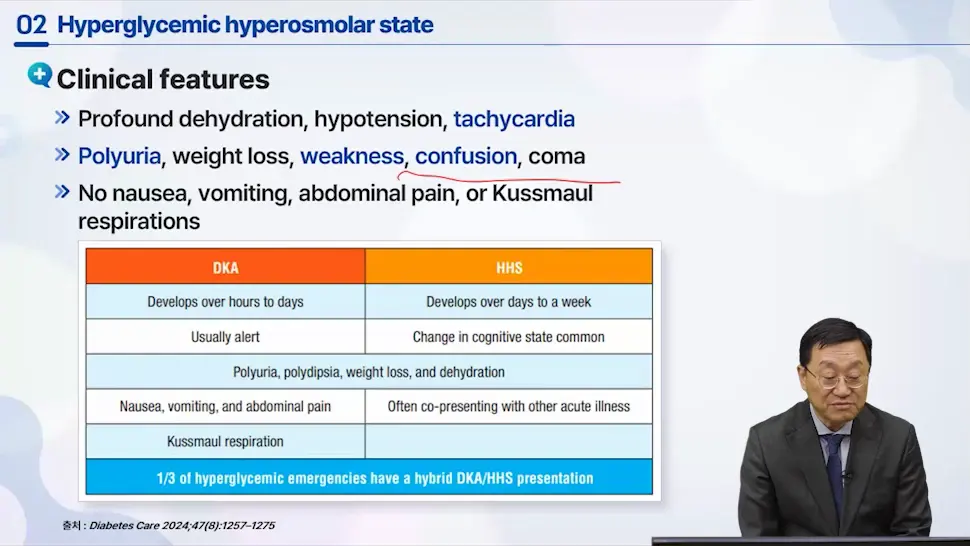 02 Hyperglycemic hyperosmolar state
Clinical features
Profound dehydration, hypotension, tachycardia
Polyuria, weight loss, weakness, confusion, coma
No nausea, vomiting, abdominal pain, or Kussmaul
respirations
DKA HHS
Develops over hours to days Develops over days to a week
Usually alert Change in cognitive state common
Polyuria, polydipsia, weight loss, and dehydration
Nausea, vomiting, and abdominal pain Often co-presenting with other acute illness
Kussmaul respiration
1/3 of hyperglycemic emergencies have a hybrid DKA/HHS presentation
출처 : Diabetes Care 2024;47(8):1257–1275